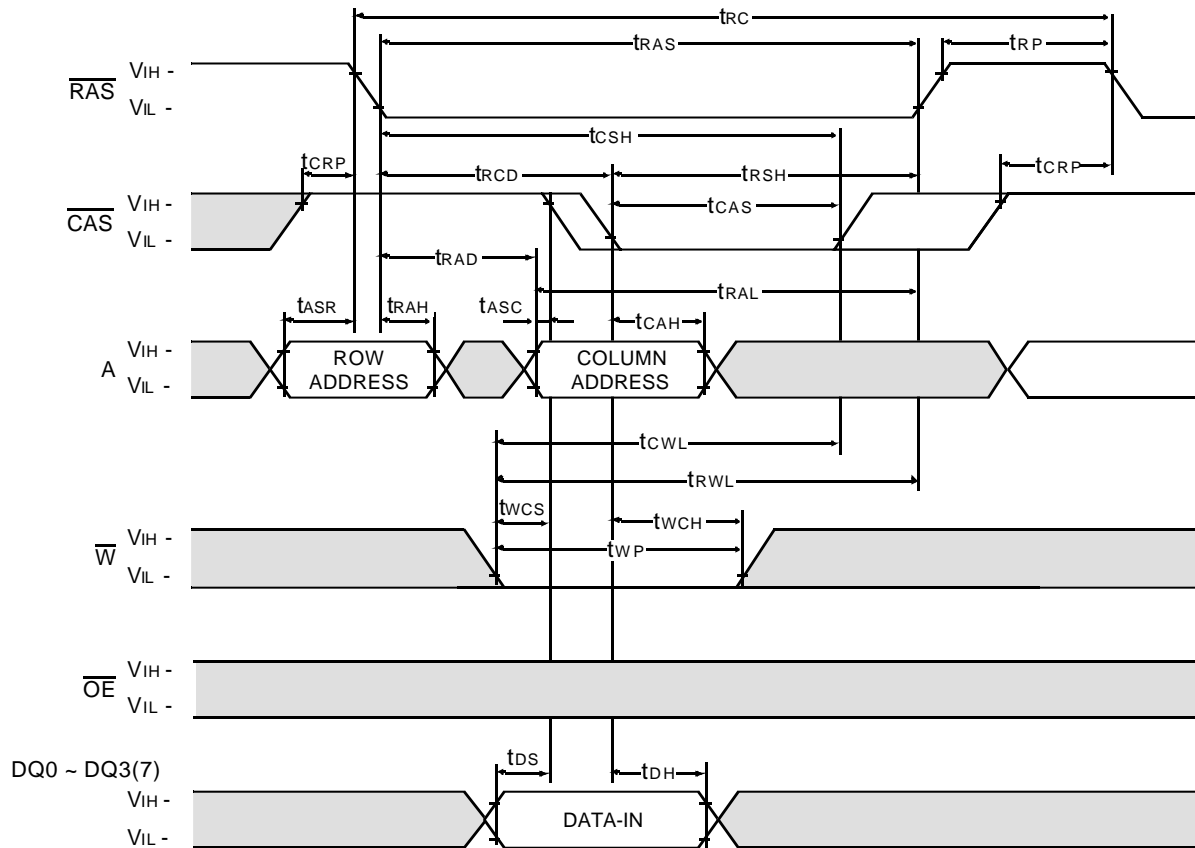 tRC
tRAS
tRP
RAS
VIH -
VIL -
tCSH
tCRP
tRCD
tRSH
tCRP
CAS
VIH -
VIL -
tCAS
tRAD
tRAL
tASR
tRAH
tASC
tCAH
A
VIH -
VIL -
ROW
ADDRESS
COLUMN
ADDRESS
tCWL
tRWL
tWCS
tWCH
W
VIH -
VIL -
tWP
OE
VIH -
VIL -
DQ0 ~ DQ3(7)
tDS
tDH
VIH -
VIL -
DATA-IN